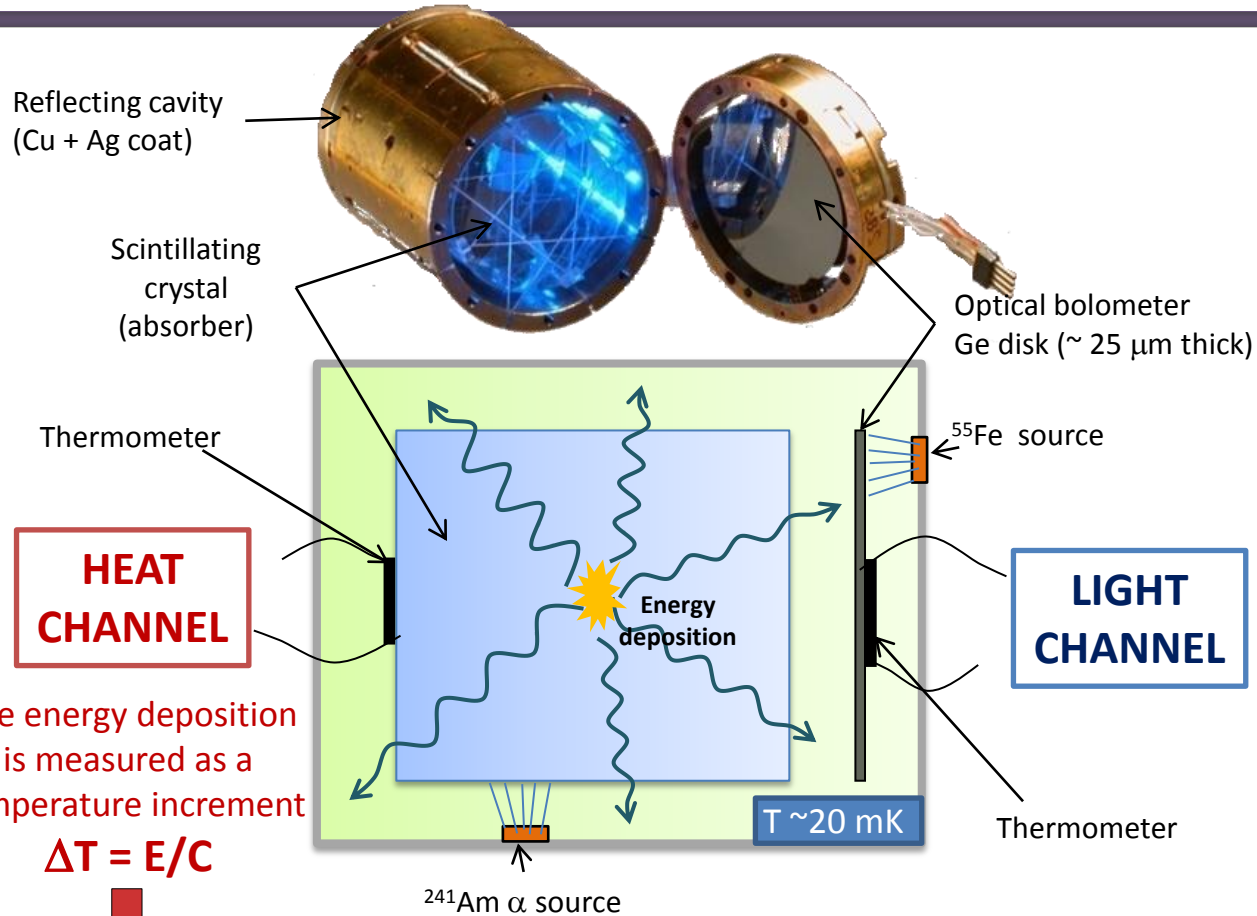 Reflecting cavity
(Cu + Ag coat)
Scintillating
crystal
(absorber)
Optical bolometer
Ge disk (~ 25 μm thick)
Thermometer
⁵⁵Fe source
HEAT
CHANNEL
Energy
deposition
LIGHT
CHANNEL
energy deposition
is measured as a
increment
ΔT = E/C
T ~20 mK
Thermometer
²⁴¹Am α source